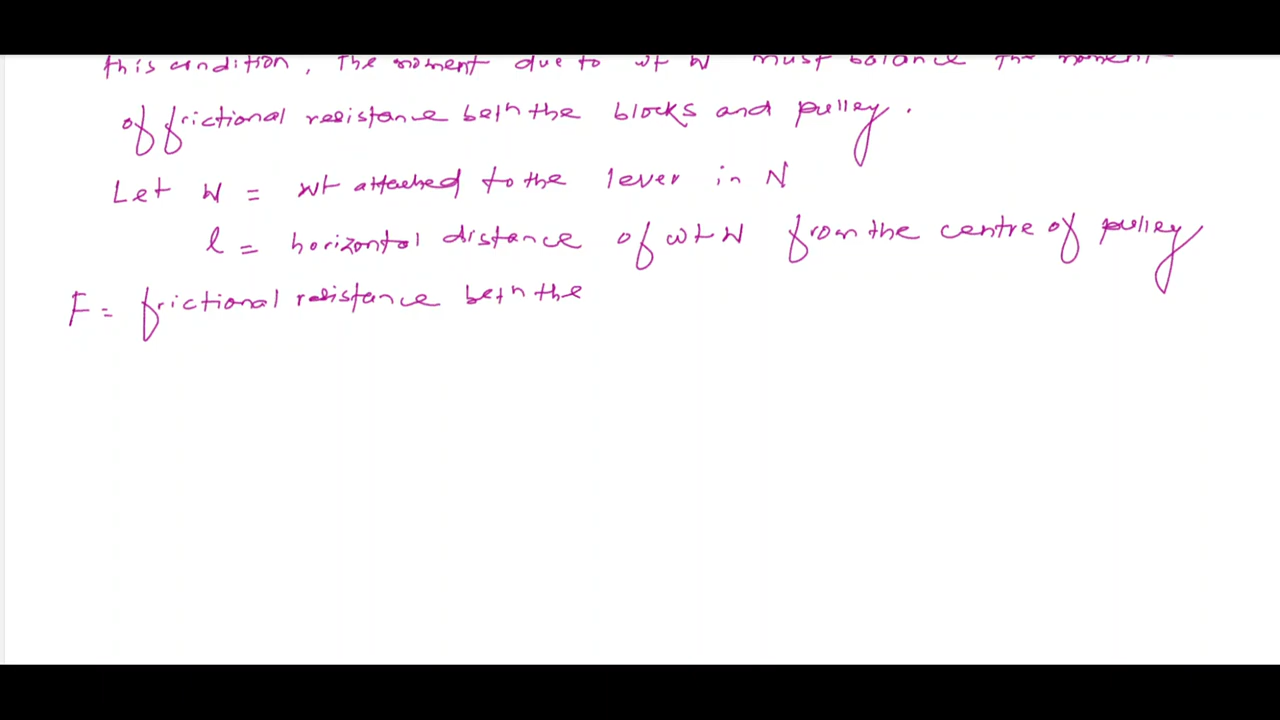 this condition, The moment due to wt W must balance the moment
of frictional resistance betn the blocks and pulley.
Let W = wt attached to the lever in N
l = horizontal distance of wt W from the centre of pulley
F = frictional resistance betn the